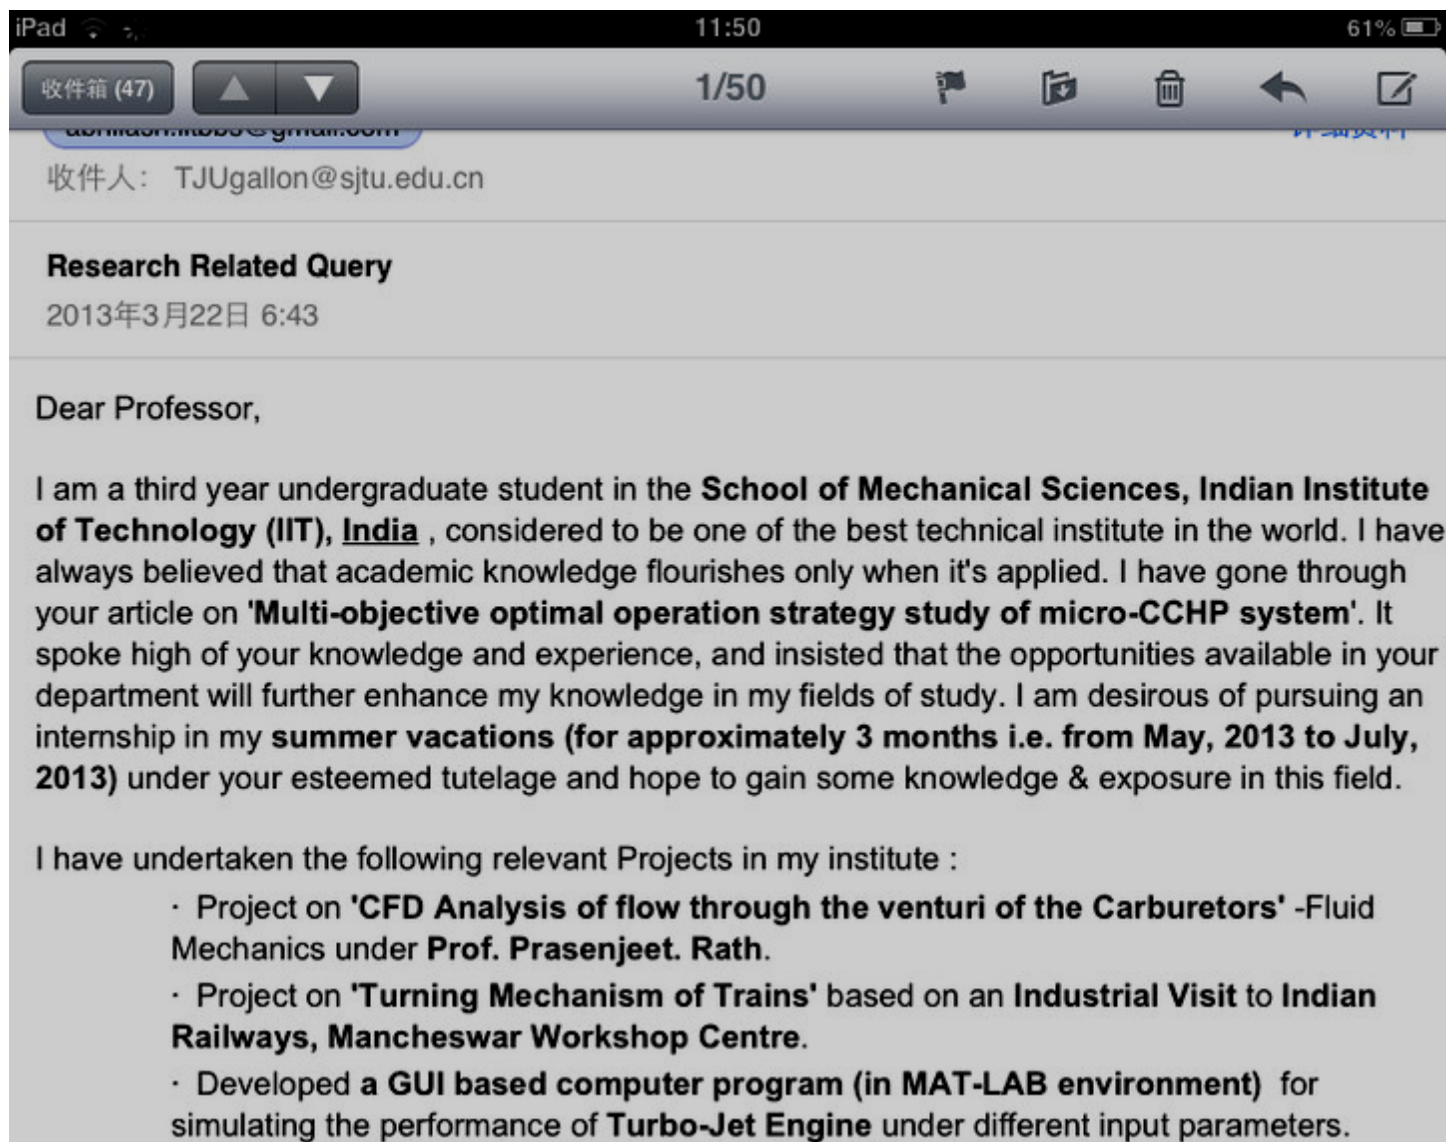 iPad 11:50 61%
收件箱 (47) 1/50
详细资料
收件人： TJUgallon@sjtu.edu.cn
Research Related Query
2013年3月22日 6:43
Dear Professor,
I am a third year undergraduate student in the School of Mechanical Sciences, Indian Institute
of Technology (IIT), India , considered to be one of the best technical institute in the world. I have
always believed that academic knowledge flourishes only when it's applied. I have gone through
your article on 'Multi-objective optimal operation strategy study of micro-CCHP system'. It
spoke high of your knowledge and experience, and insisted that the opportunities available in your
department will further enhance my knowledge in my fields of study. I am desirous of pursuing an
internship in my summer vacations (for approximately 3 months i.e. from May, 2013 to July,
2013) under your esteemed tutelage and hope to gain some knowledge & exposure in this field.
I have undertaken the following relevant Projects in my institute :
· Project on 'CFD Analysis of flow through the venturi of the Carburetors' -Fluid
Mechanics under Prof. Prasenjeet. Rath.
· Project on 'Turning Mechanism of Trains' based on an Industrial Visit to Indian
Railways, Mancheswar Workshop Centre.
· Developed a GUI based computer program (in MAT-LAB environment) for
simulating the performance of Turbo-Jet Engine under different input parameters.